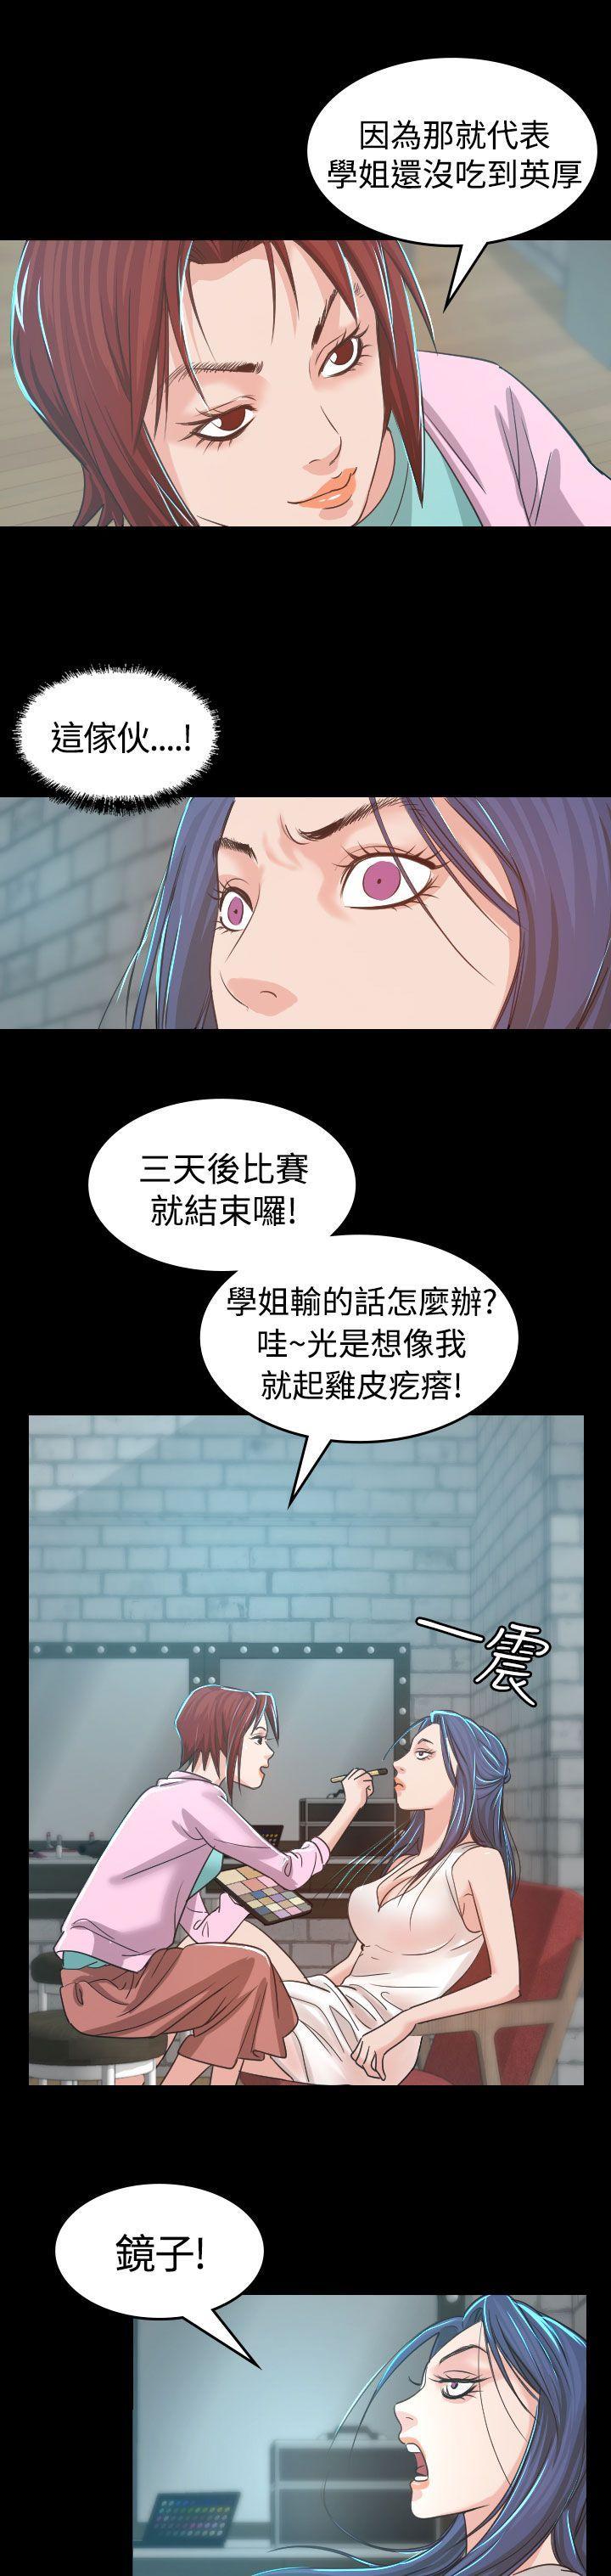 因為那就代表
學姐還沒吃到英厚
這傢伙....!
三天後比賽
就結束囉!
學姐輸的話怎麼辦?
哇~光是想像我
就起雞皮疙瘩!
一震
鏡子!